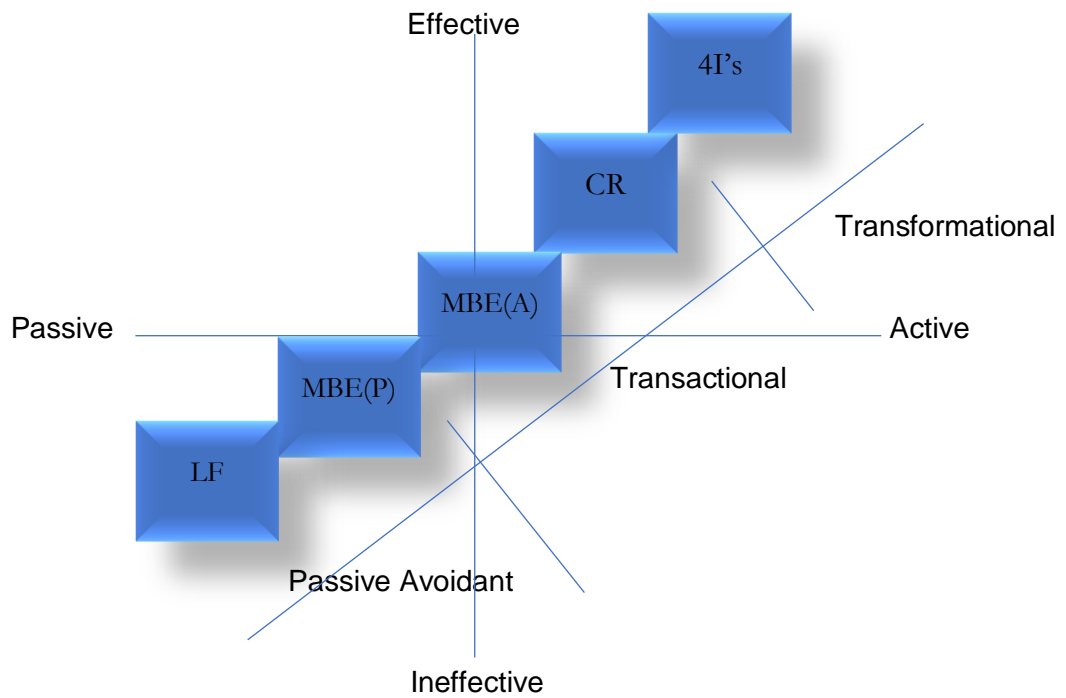 Effective
4I's
CR
Transformational
MBE(A)
Passive
Active
MBE(P)
Transactional
LF
Passive Avoidant
Ineffective